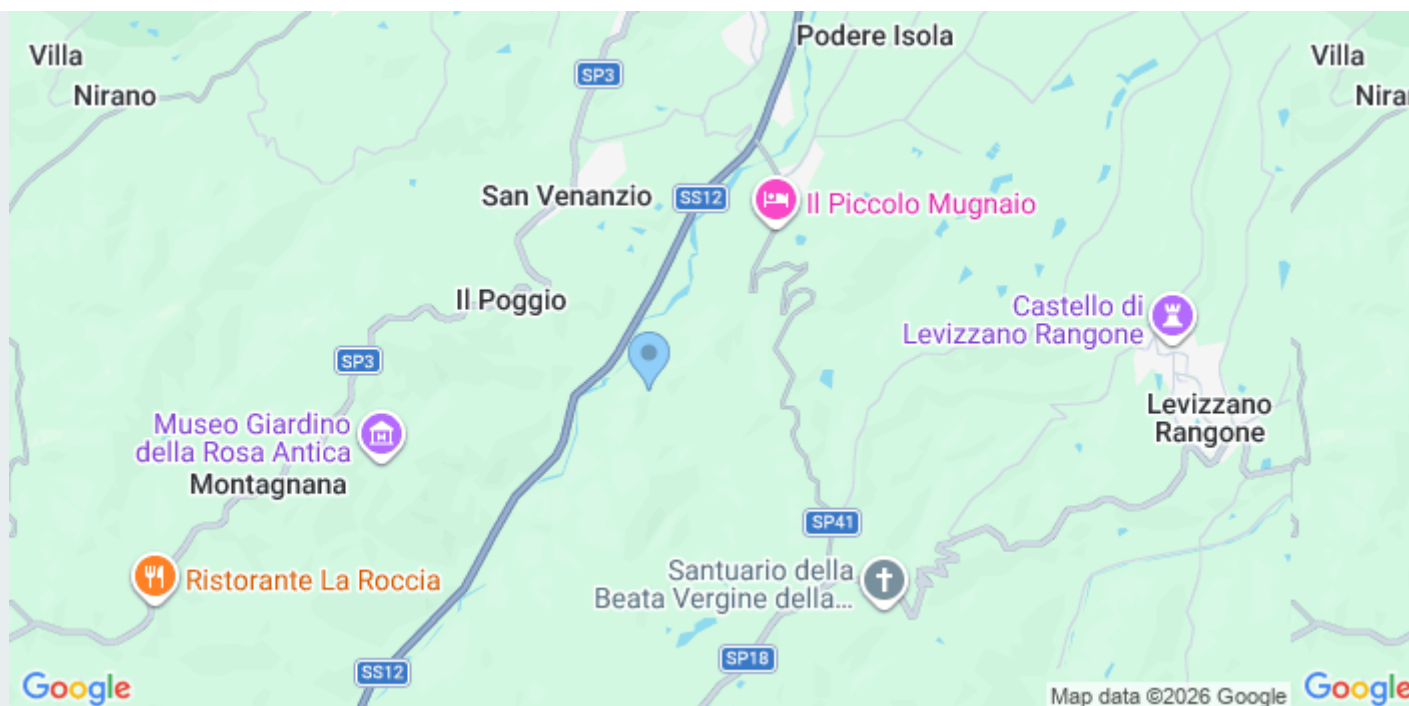 Villa
Nirano
SP3
Podere Isola
Villa
Nira
San Venanzio
SS12
Il Piccolo Mugnaio
Il Poggio
Castello di
Levizzano Rangone
SP3
Levizzano
Rangone
Museo Giardino
della Rosa Antica
Montagnana
SP41
Ristorante La Roccia
Santuario della
Beata Vergine della...
SP18
SS12
Google
Map data ©2026 Google
Google